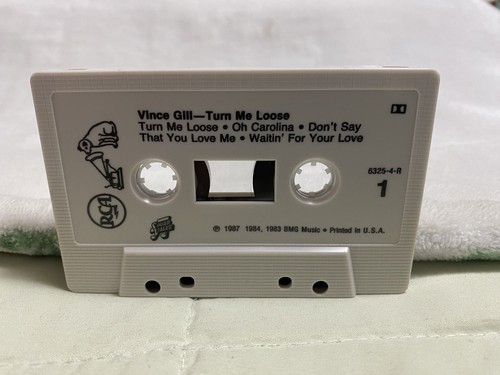 Vince Gill—Turn Me Loose
Turn Me Loose • Oh Carolina • Don't Say
That You Love Me • Waitin' For Your Love
6325-4-R
1
RCA
℗ 1987 1984, 1983 BMG Music • Printed in U.S.A.